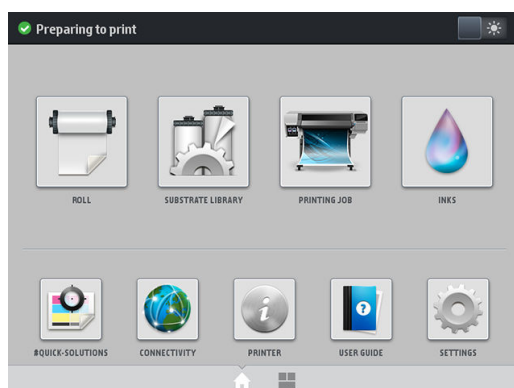 Preparing to print
ROLL
SUBSTRATE LIBRARY
PRINTING JOB
INKS
#QUICK-SOLUTIONS
CONNECTIVITY
PRINTER
USER GUIDE
SETTINGS